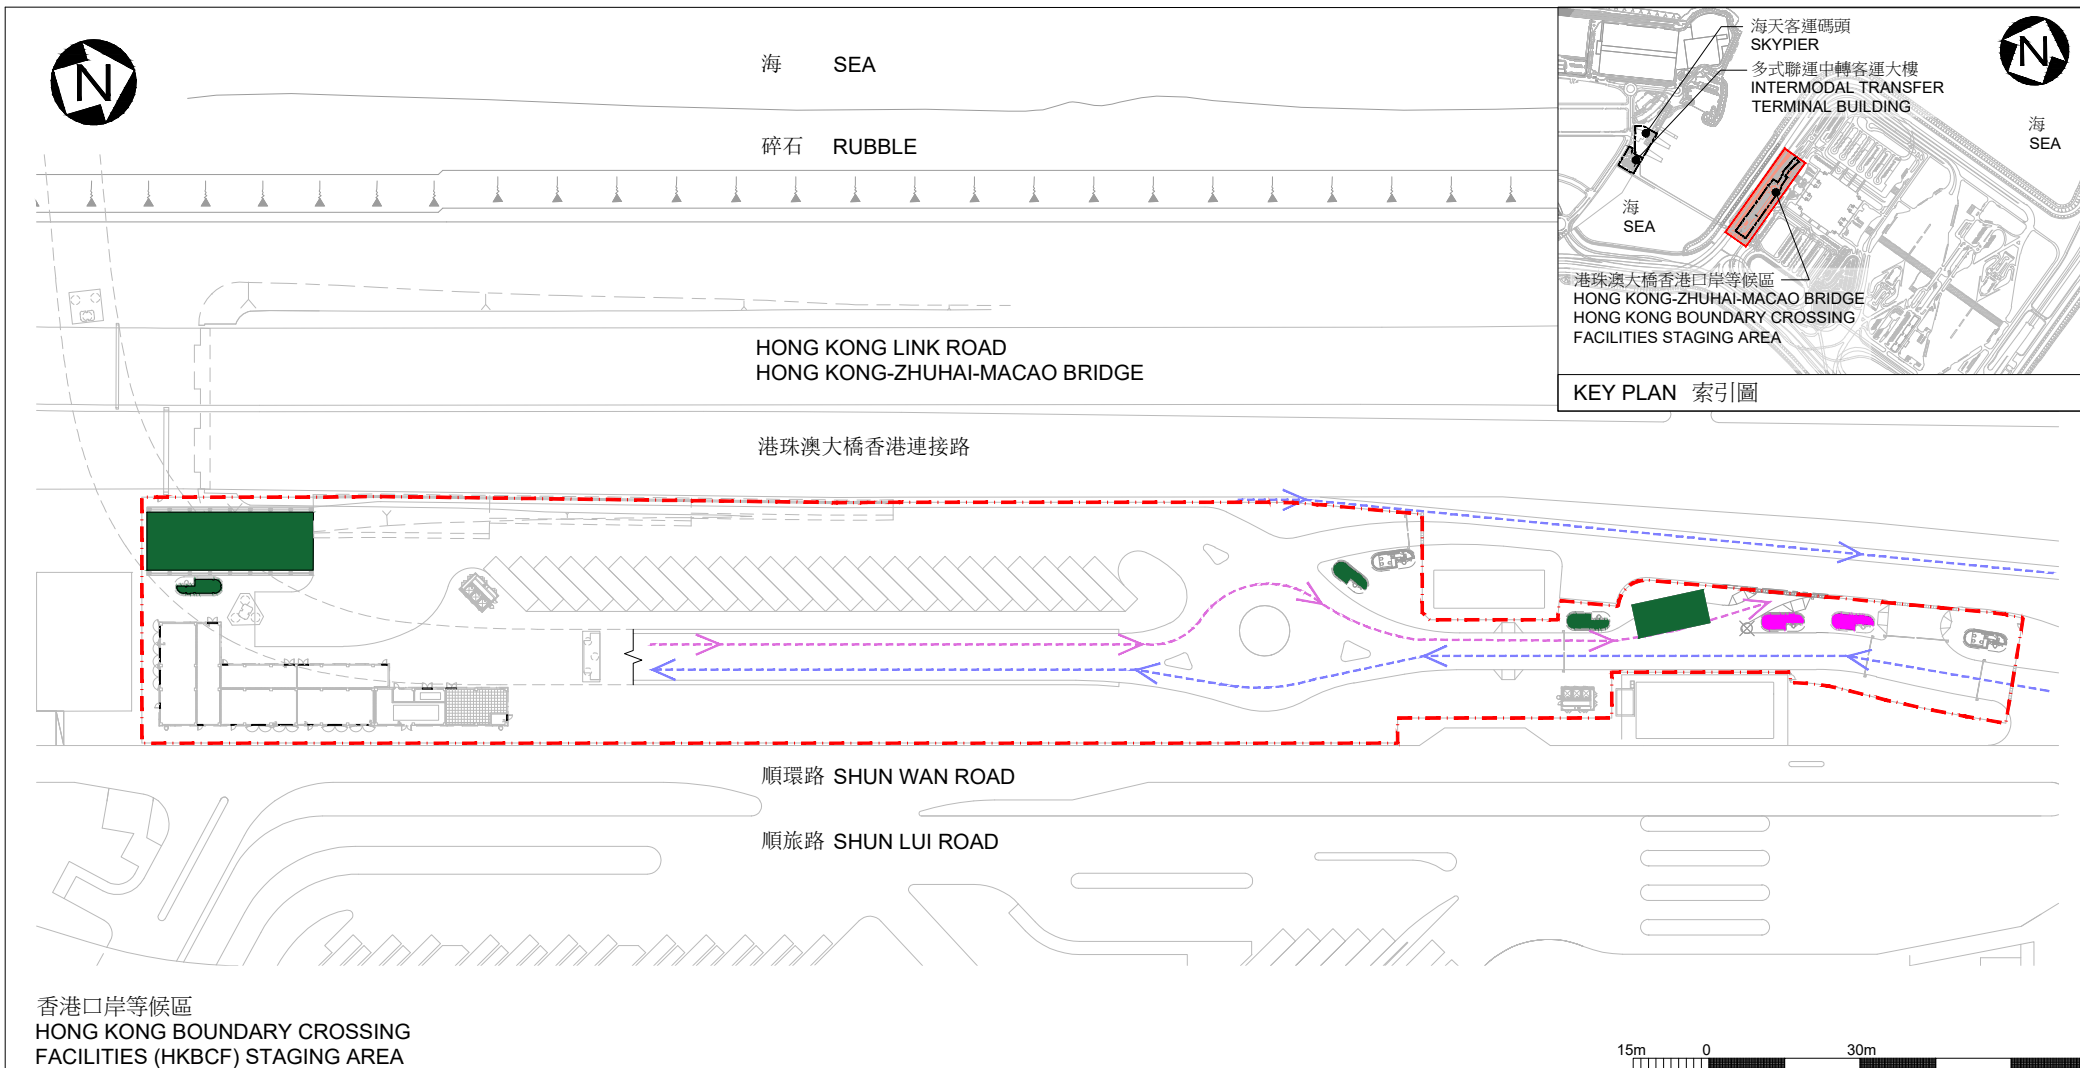 N
海 SEA
碎石 RUBBLE
HONG KONG LINK ROAD
HONG KONG-ZHUHAI-MACAO BRIDGE
港珠澳大橋香港連接路
順環路 SHUN WAN ROAD
順旅路 SHUN LUI ROAD
香港口岸等候區
HONG KONG BOUNDARY CROSSING
FACILITIES (HKBCF) STAGING AREA
海天客運碼頭
SKYPIER
多式聯運中轉客運大樓
INTERMODAL TRANSFER
TERMINAL BUILDING
N
海
SEA
海
SEA
港珠澳大橋香港口岸等候區
HONG KONG-ZHUHAI-MACAO BRIDGE
HONG KONG BOUNDARY CROSSING
FACILITIES STAGING AREA
KEY PLAN 索引圖
15m 0 30m